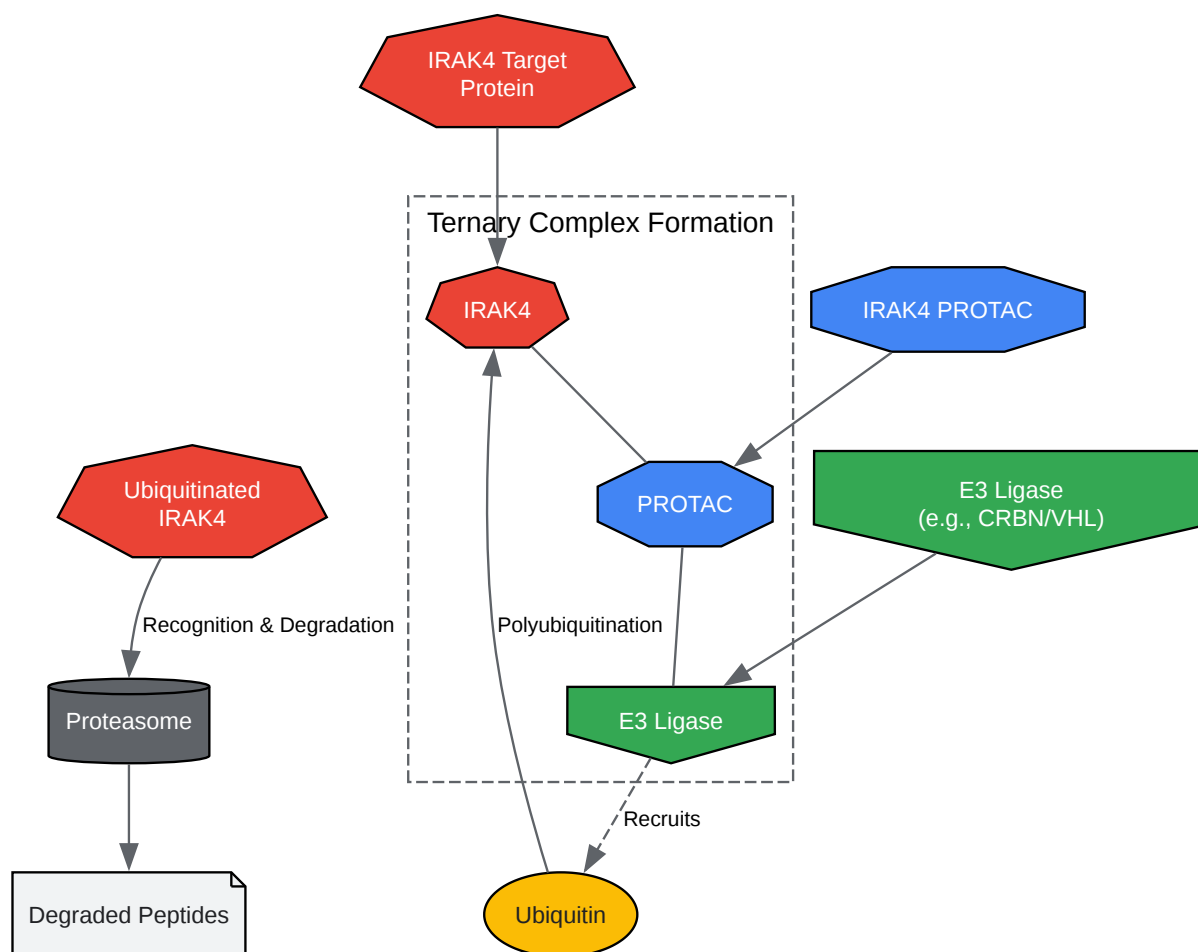 IRAK4 Target
Protein
Ternary Complex Formation
IRAK4
IRAK4 PROTAC
Ubiquitinated
IRAK4
PROTAC
E3 Ligase
(e.g., CRBN/VHL)
Recognition & Degradation
Polyubiquitination
Proteasome
E3 Ligase
Recruits
Degraded Peptides
Ubiquitin